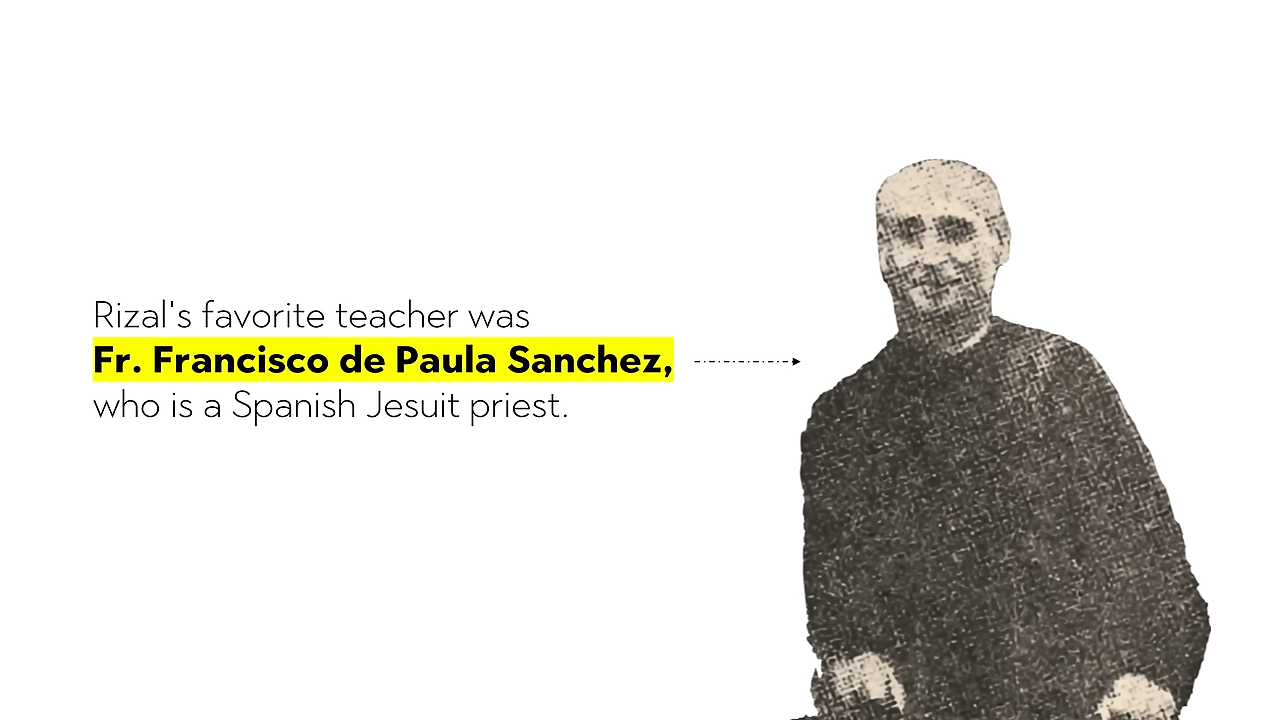 Rizal's favorite teacher was
Fr. Francisco de Paula Sanchez,
who is a Spanish Jesuit priest.